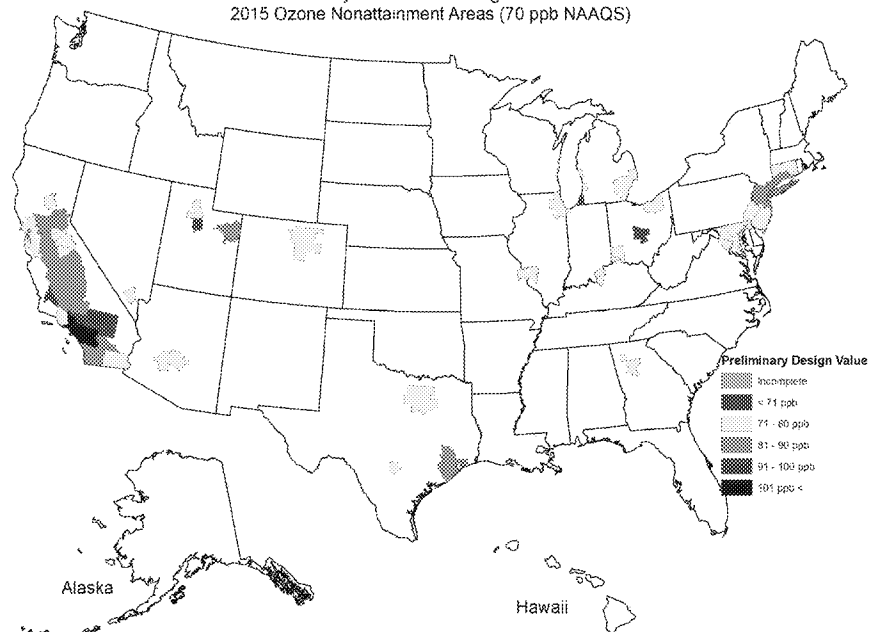 2015 Ozone Nonattainment Areas (70 ppb NAAQS)
Preliminary Design Value
Incomplete
< 71 ppb
71 - 80 ppb
81 - 90 ppb
91 - 100 ppb
101 ppb <
Alaska
Hawaii